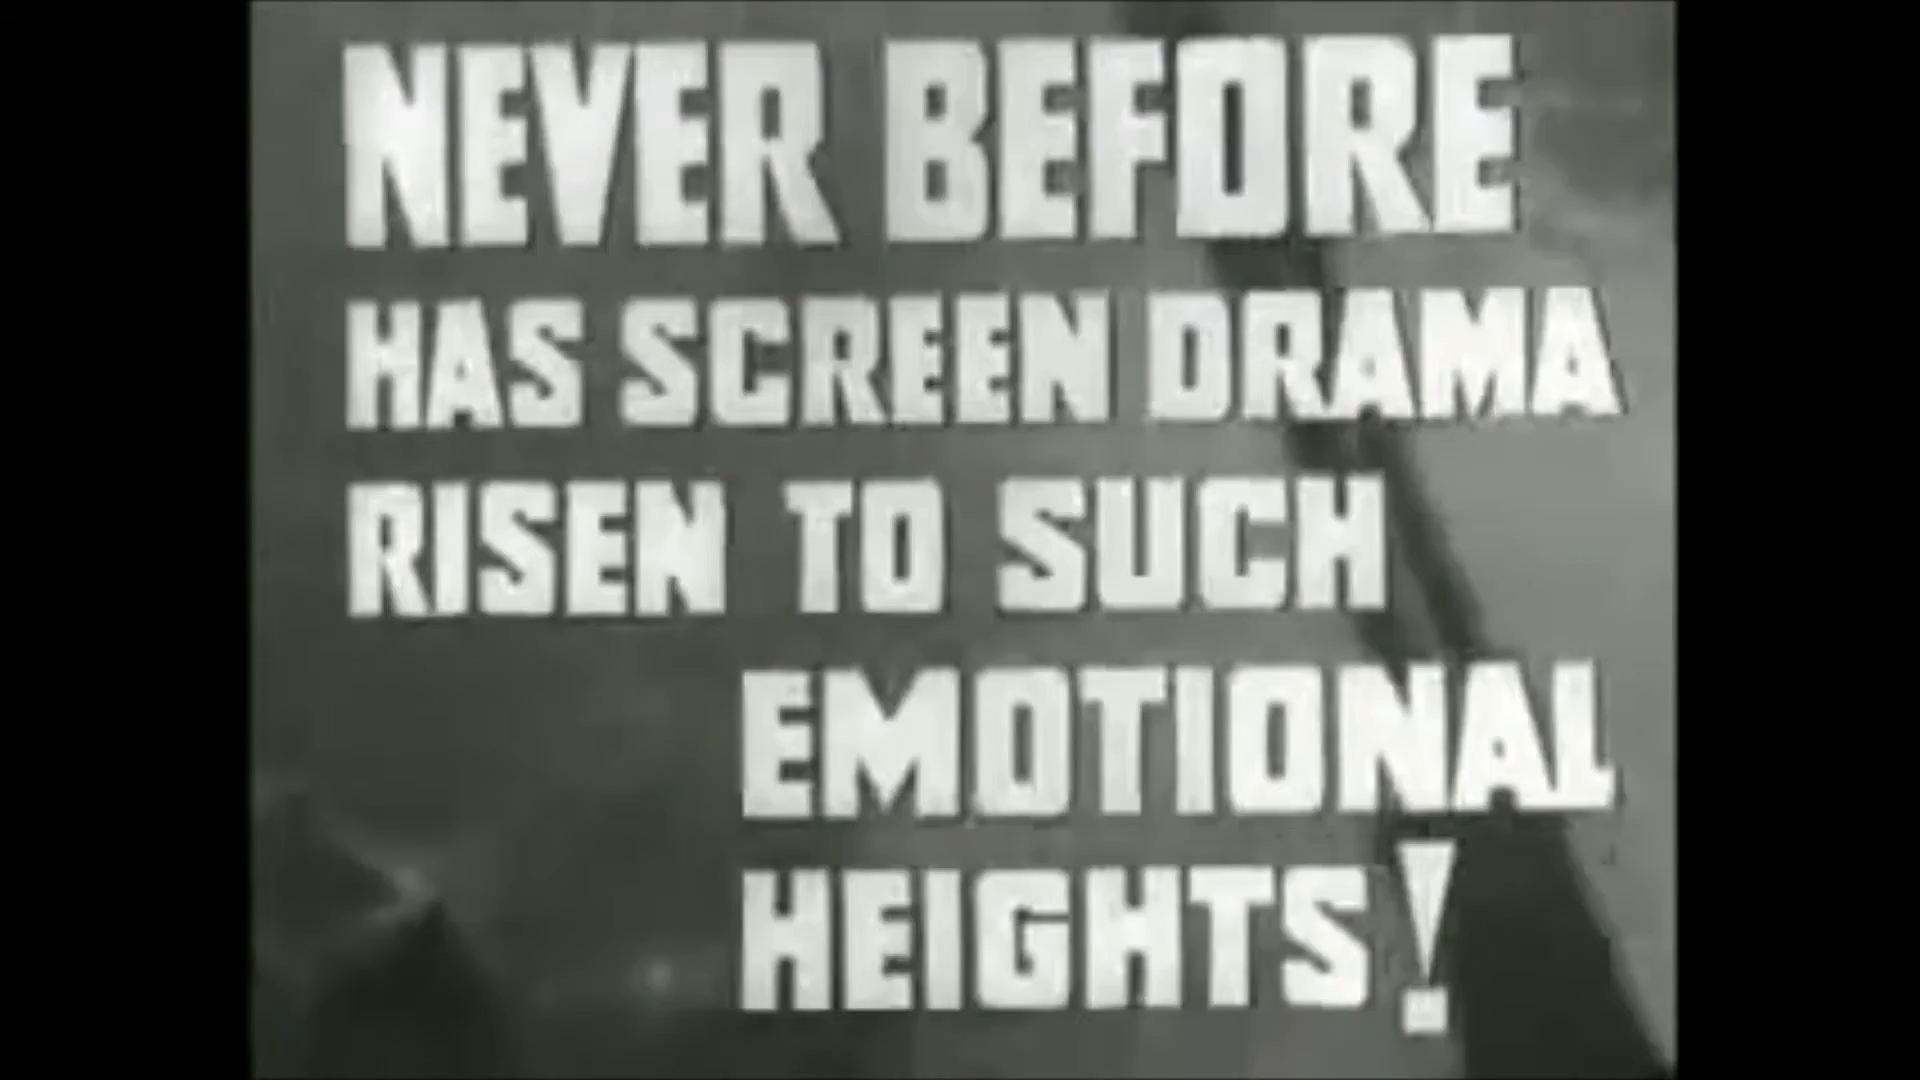 NEVER BEFORE
HAS SCREEN DRAMA
RISEN TO SUCH
EMOTIONAL
HEIGHTS!